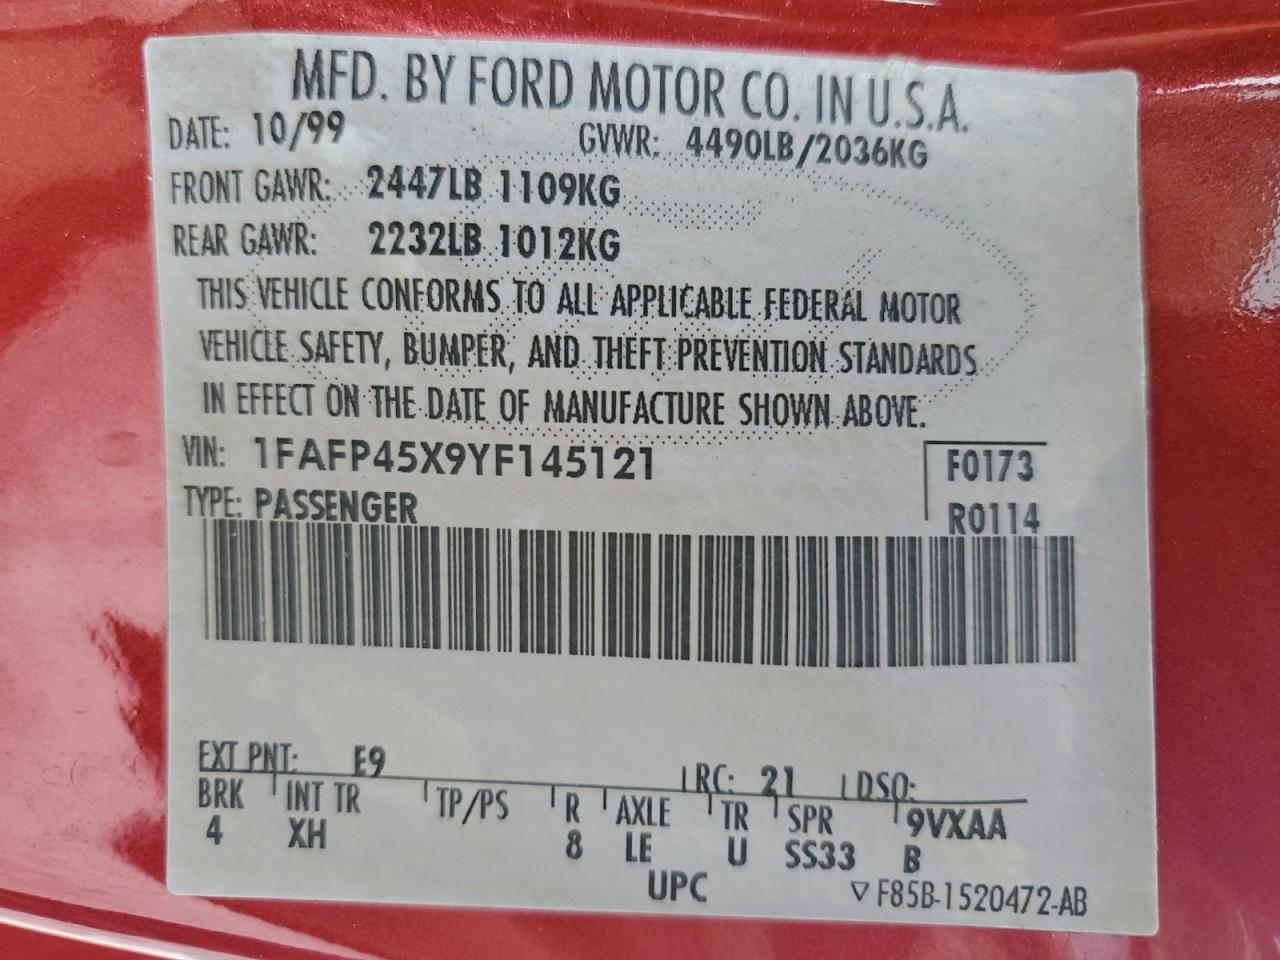 MFD. BY FORD MOTOR CO. IN U.S.A.
DATE: 10/99 GVWR: 4490LB/2036KG
FRONT GAWR: 2447LB 1109KG
REAR GAWR: 2232LB 1012KG
THIS VEHICLE CONFORMS TO ALL APPLICABLE FEDERAL MOTOR
VEHICLE SAFETY, BUMPER, AND THEFT PREVENTION STANDARDS
IN EFFECT ON THE DATE OF MANUFACTURE SHOWN ABOVE.
VIN: 1FAFP45X9YF145121 F0173
TYPE: PASSENGER R0114
EXT PNT: E9 RC: 21 DSO:
BRK INT TR TP/PS R AXLE TR SPR 9VXAA
4 XH 8 LE U SS33 B
UPC ▽F85B-1520472-AB